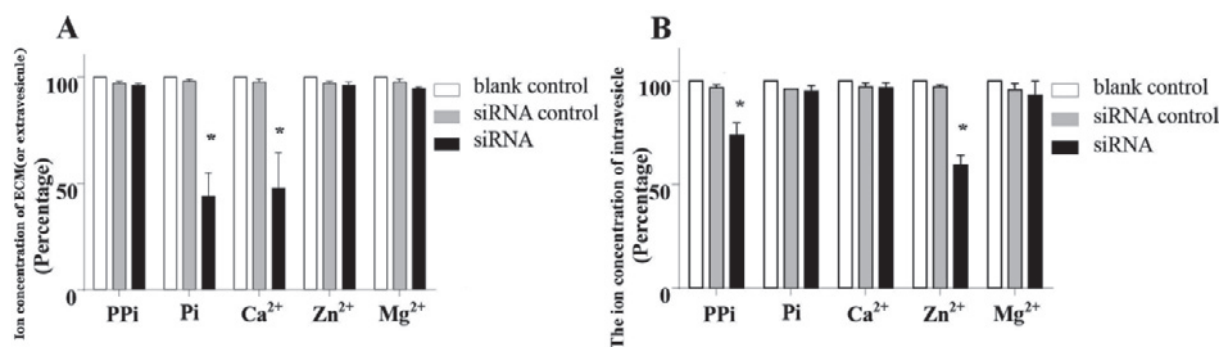 A
Ion concentration of ECM(or extravesicule)
(Percentage)
100
50
0
*
*
PPi
Pi
Ca²⁺
Zn²⁺
Mg²⁺
blank control
siRNA control
siRNA
B
The ion concentration of intravesicle
(Percentage)
100
50
0
*
*
PPi
Pi
Ca²⁺
Zn²⁺
Mg²⁺
blank control
siRNA control
siRNA